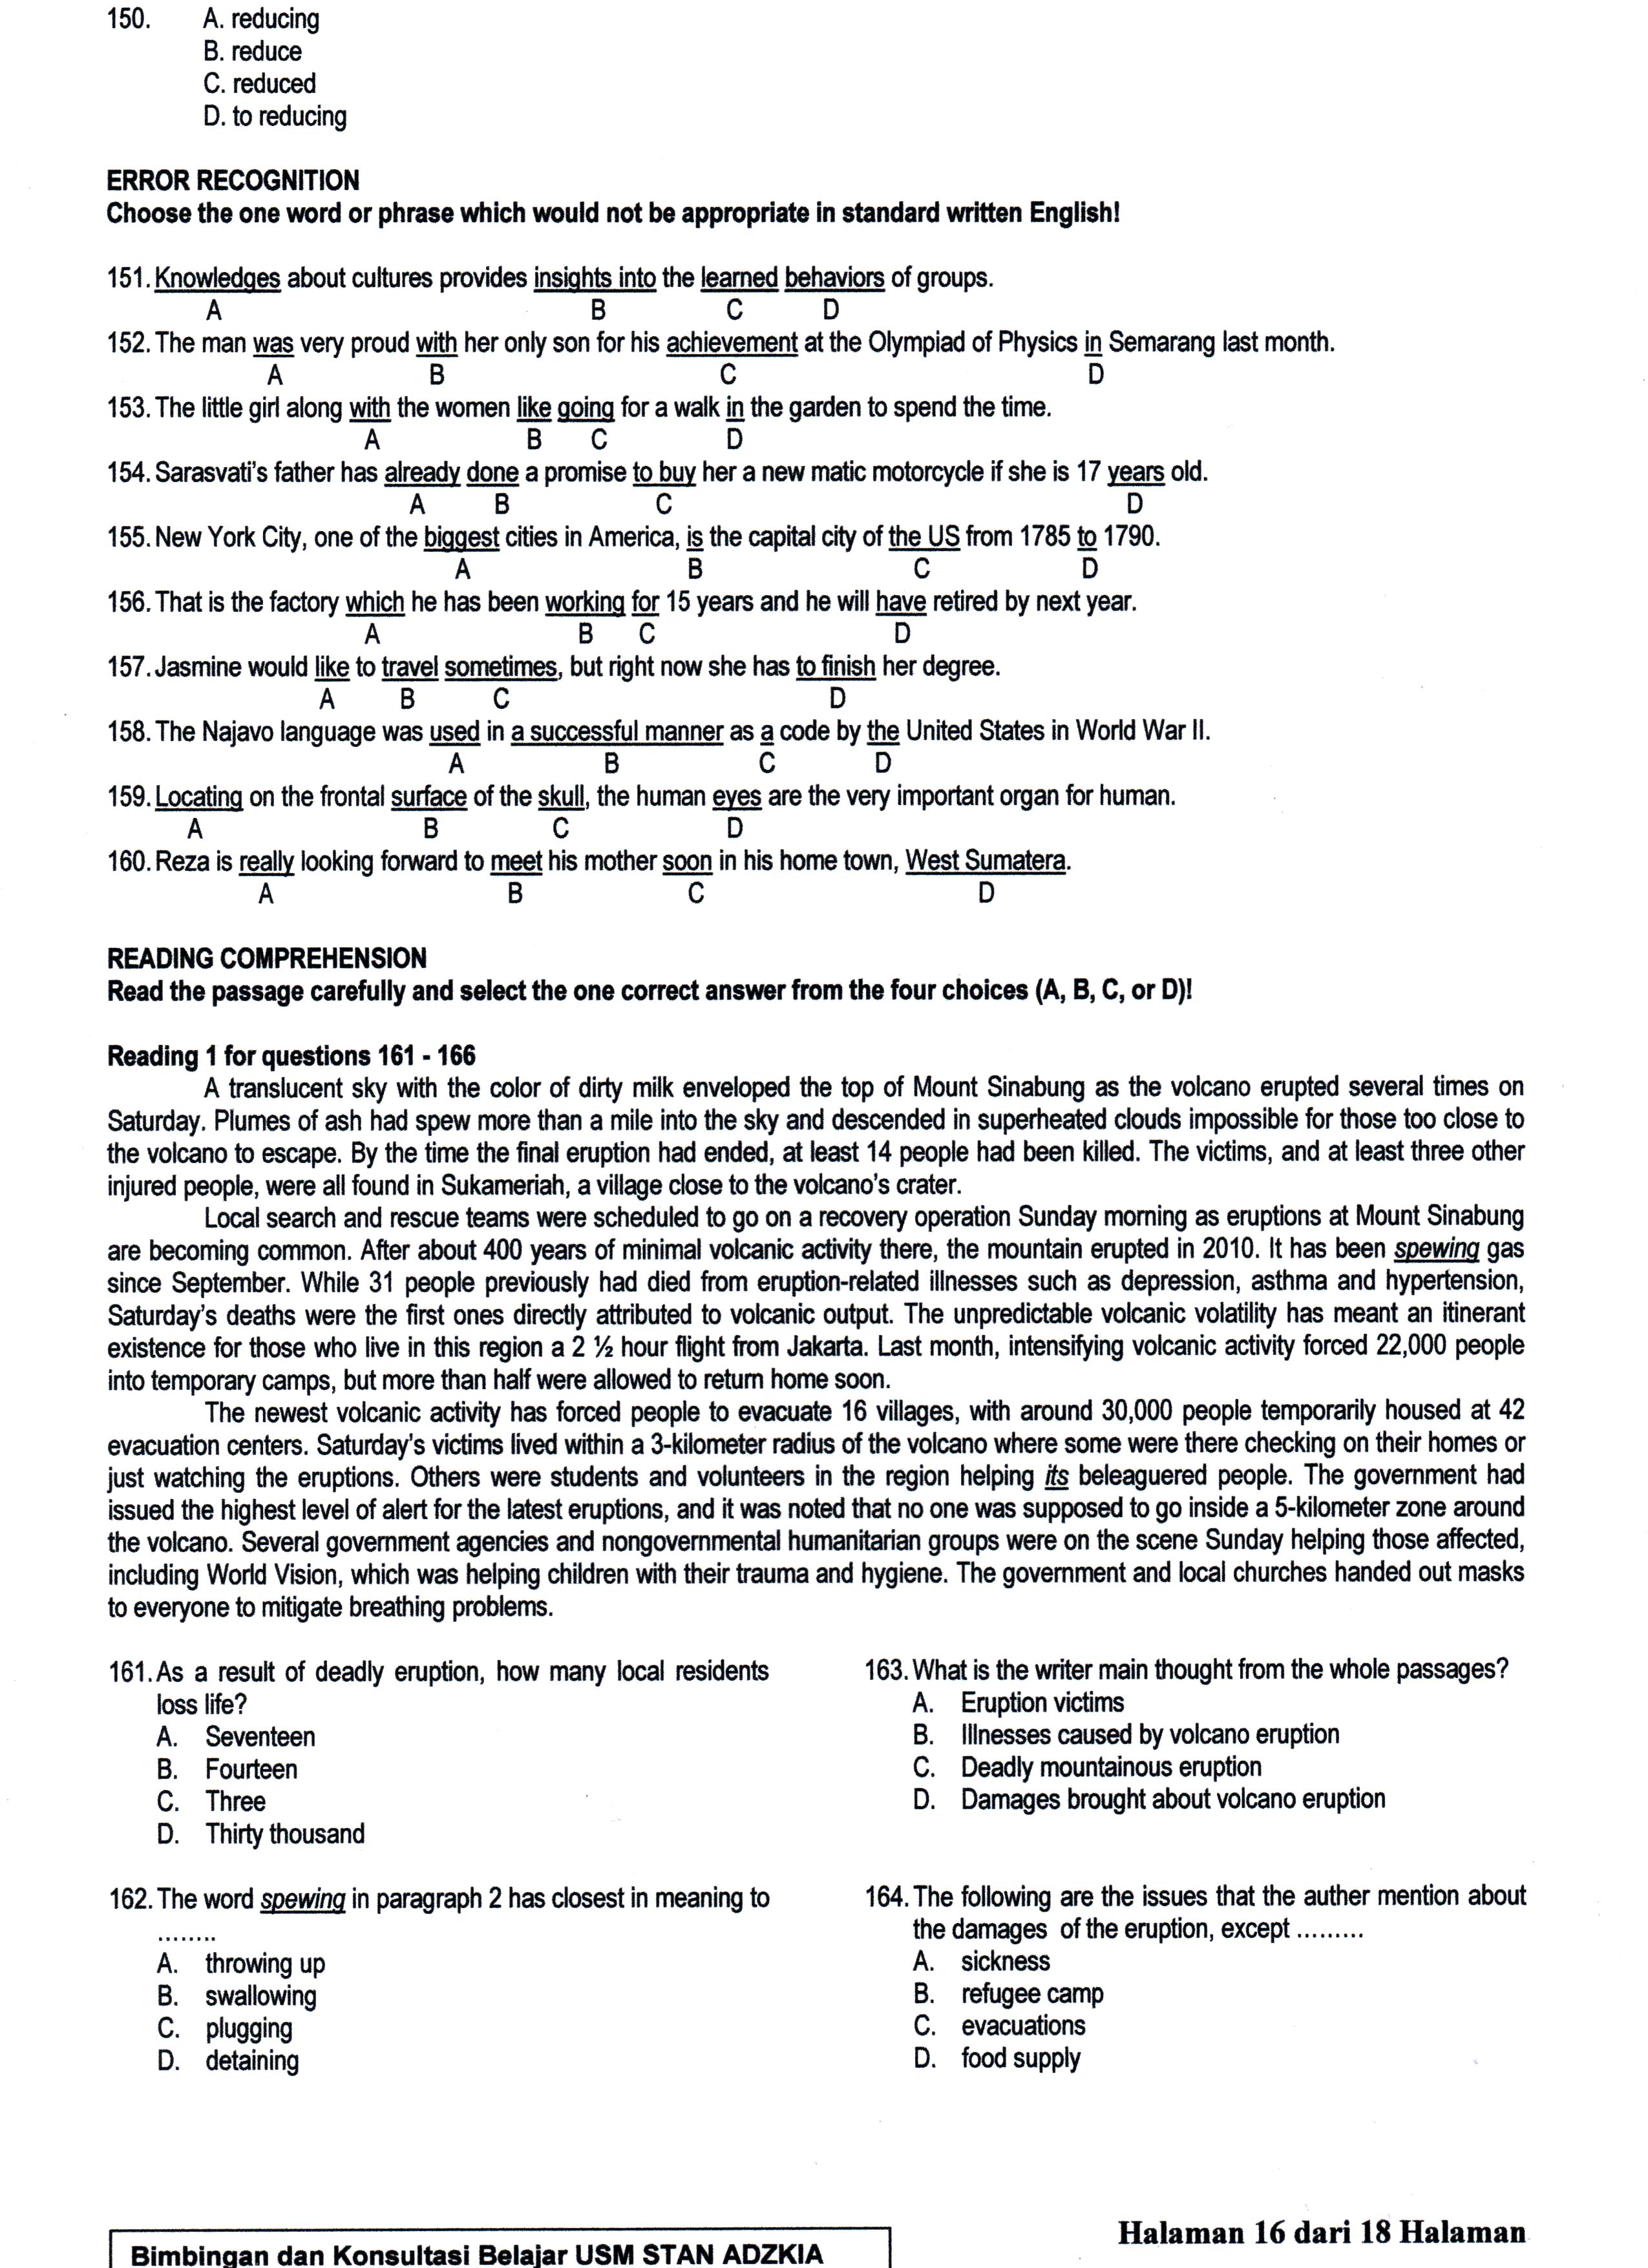 150. A. reducing
B. reduce
C. reduced
D. to reducing
ERROR RECOGNITION
Choose the one word or phrase which would not be appropriate in standard written English!
151. Knowledges about cultures provides insights into the learned behaviors of groups.
A B C D
152. The man was very proud with her only son for his achievement at the Olympiad of Physics in Semarang last month.
A B C D
153. The little girl along with the women like going for a walk in the garden to spend the time.
A B C D
154. Sarasvati's father has already done a promise to buy her a new matic motorcycle if she is 17 years old.
A B C D
155. New York City, one of the biggest cities in America, is the capital city of the US from 1785 to 1790.
A B C D
156. That is the factory which he has been working for 15 years and he will have retired by next year.
A B C D
157. Jasmine would like to travel sometimes, but right now she has to finish her degree.
A B C D
158. The Najavo language was used in a successful manner as a code by the United States in World War II.
A B C D
159. Locating on the frontal surface of the skull, the human eyes are the very important organ for human.
A B C D
160. Reza is really looking forward to meet his mother soon in his home town, West Sumatera.
A B C D
READING COMPREHENSION
Read the passage carefully and select the one correct answer from the four choices (A, B, C, or D)!
Reading 1 for questions 161 - 166
A translucent sky with the color of dirty milk enveloped the top of Mount Sinabung as the volcano erupted several times on
Saturday. Plumes of ash had spew more than a mile into the sky and descended in superheated clouds impossible for those too close to
the volcano to escape. By the time the final eruption had ended, at least 14 people had been killed. The victims, and at least three other
injured people, were all found in Sukameriah, a village close to the volcano's crater.
Local search and rescue teams were scheduled to go on a recovery operation Sunday morning as eruptions at Mount Sinabung
are becoming common. After about 400 years of minimal volcanic activity there, the mountain erupted in 2010. It has been spewing gas
since September. While 31 people previously had died from eruption-related illnesses such as depression, asthma and hypertension,
Saturday's deaths were the first ones directly attributed to volcanic output. The unpredictable volcanic volatility has meant an itinerant
existence for those who live in this region a 2 ½ hour flight from Jakarta. Last month, intensifying volcanic activity forced 22,000 people
into temporary camps, but more than half were allowed to return home soon.
The newest volcanic activity has forced people to evacuate 16 villages, with around 30,000 people temporarily housed at 42
evacuation centers. Saturday's victims lived within a 3-kilometer radius of the volcano where some were there checking on their homes or
just watching the eruptions. Others were students and volunteers in the region helping its beleaguered people. The government had
issued the highest level of alert for the latest eruptions, and it was noted that no one was supposed to go inside a 5-kilometer zone around
the volcano. Several government agencies and nongovernmental humanitarian groups were on the scene Sunday helping those affected,
including World Vision, which was helping children with their trauma and hygiene. The government and local churches handed out masks
to everyone to mitigate breathing problems.
161. As a result of deadly eruption, how many local residents
loss life?
A. Seventeen
B. Fourteen
C. Three
D. Thirty thousand
162. The word spewing in paragraph 2 has closest in meaning to
........
A. throwing up
B. swallowing
C. plugging
D. detaining
163. What is the writer main thought from the whole passages?
A. Eruption victims
B. Illnesses caused by volcano eruption
C. Deadly mountainous eruption
D. Damages brought about volcano eruption
164. The following are the issues that the auther mention about
the damages of the eruption, except .........
A. sickness
B. refugee camp
C. evacuations
D. food supply
Halaman 16 dari 18 Halaman
Bimbingan dan Konsultasi Belajar USM STAN ADZKIA